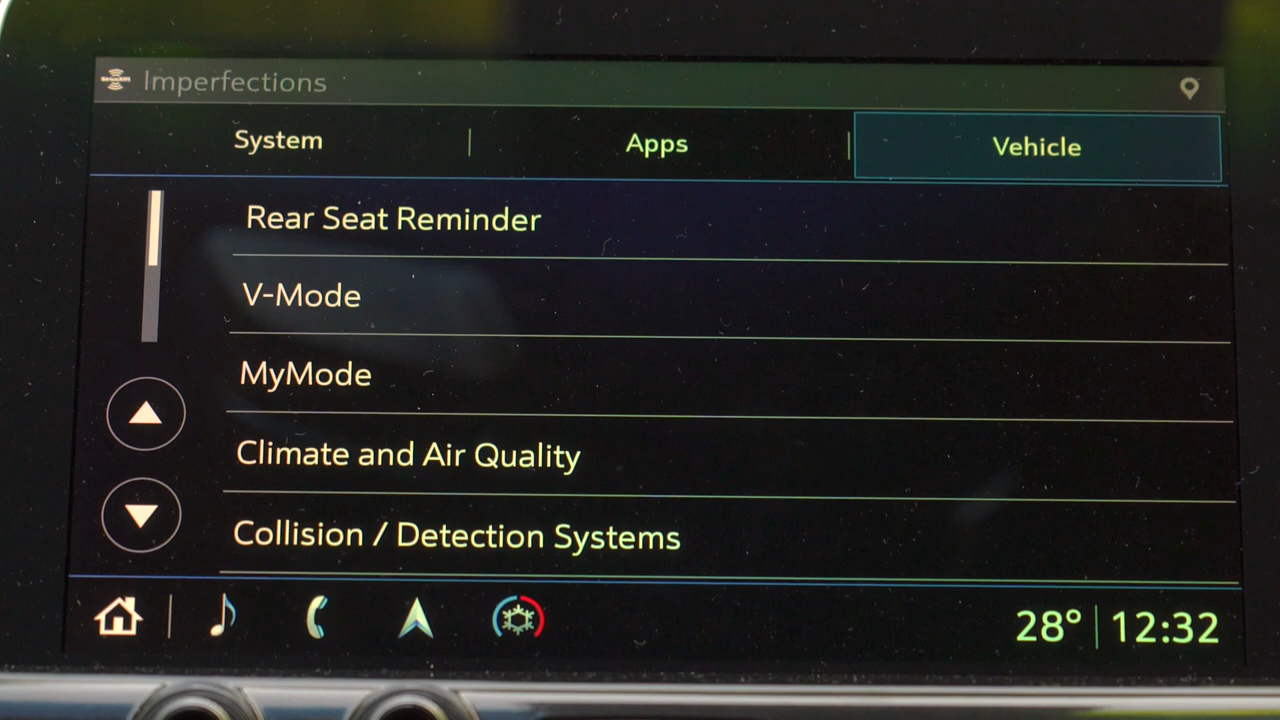 SiriusXM Imperfections
System | Apps | Vehicle
Rear Seat Reminder
V-Mode
MyMode
Climate and Air Quality
Collision / Detection Systems
28° | 12:32